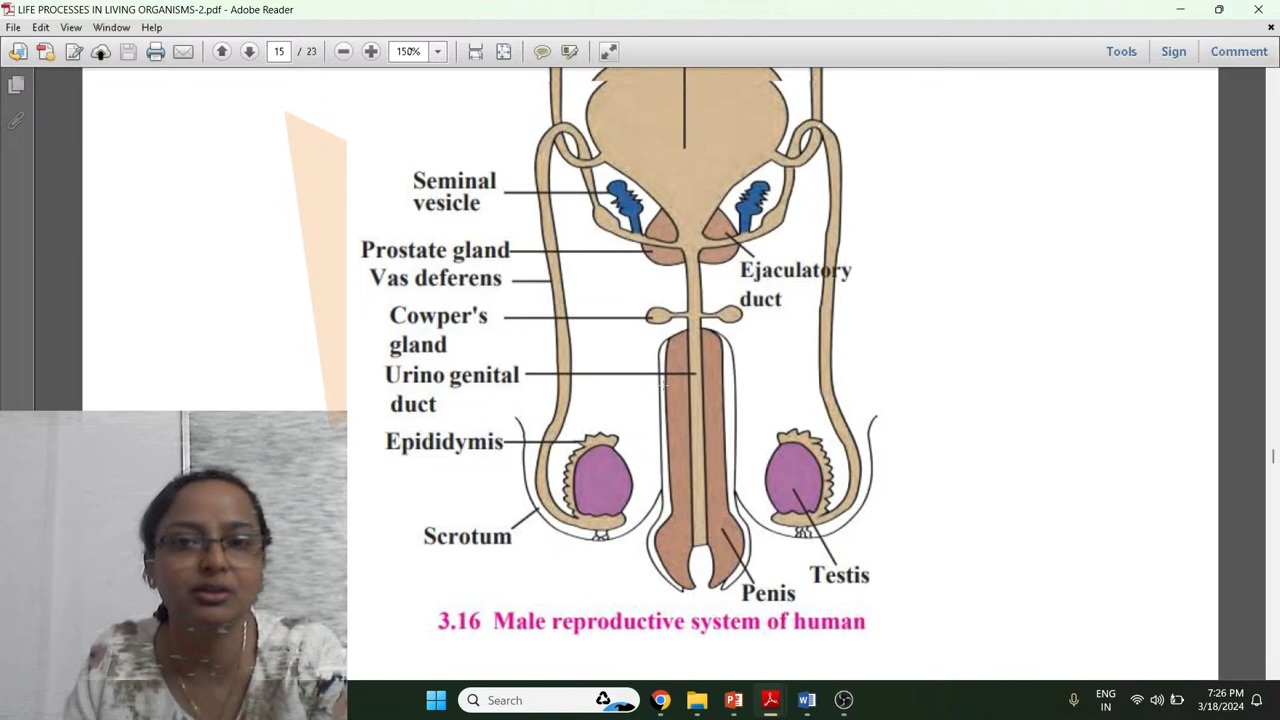 LIFE PROCESSES IN LIVING ORGANISMS-2.pdf - Adobe Reader
File Edit View Window Help
15 / 23 150% Tools Sign Comment
Seminal
vesicle
Prostate gland
Vas deferens
Ejaculatory
duct
Cowper's
gland
Urino genital
duct
Epididymis
Scrotum
Testis
Penis
3.16 Male reproductive system of human
Search
ENG
IN
7:26 PM
3/18/2024